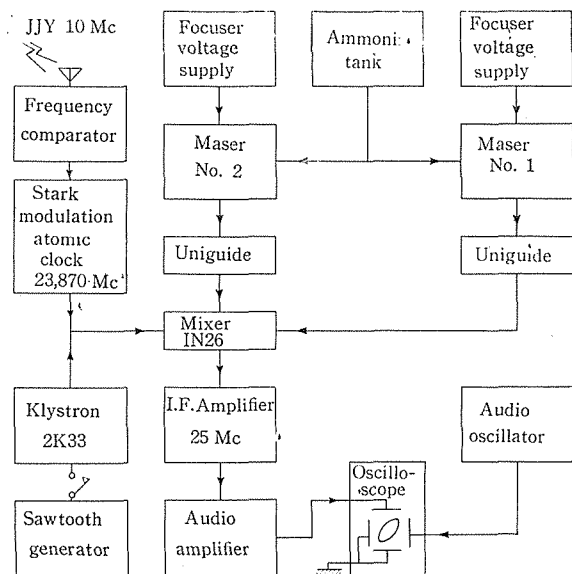 JJY 10 Mc
Focuser
voltage
supply
tank
Focuser
voltage
supply
Frequency
comparator
Maser
No. 2
Maser
No. 1
Stark
modulation
atomic
clock
23,870 Mc
Uniguide
Uniguide
Mixer
IN26
Klystron
2K33
I.F. Amplifier
25 Mc
Audio
oscillator
Oscillo-
scope
Sawtooth
generator
Audio
amplifier